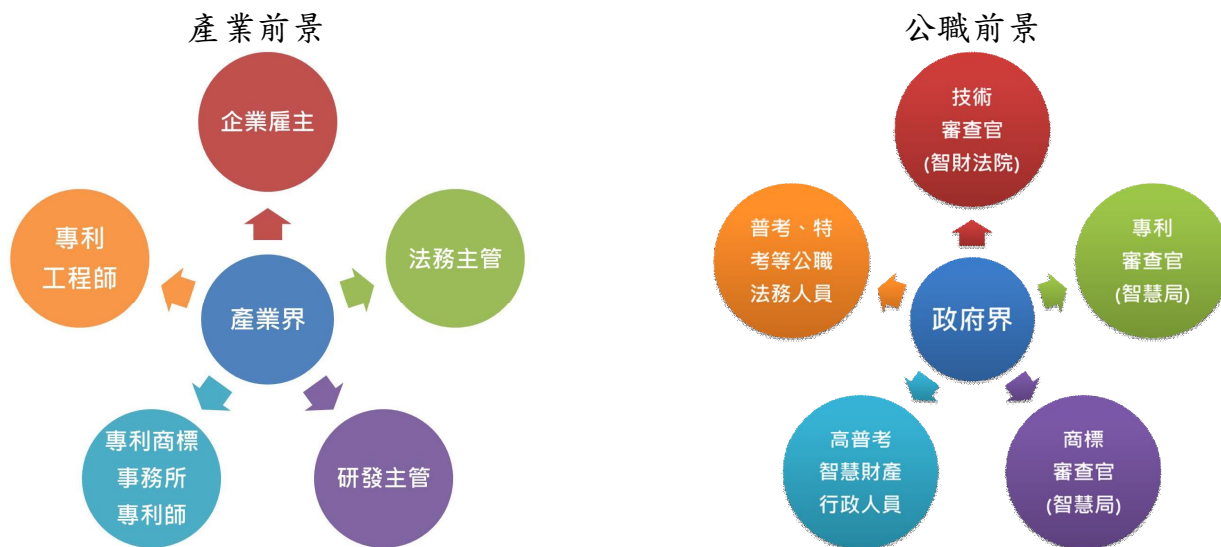 產業前景
企業雇主
專利
工程師
法務主管
產業界
專利商標
事務所
專利師
研發主管
公職前景
技術
審查官
(智財法院)
普考、特
考等公職
法務人員
專利
審查官
(智慧局)
政府界
高普考
智慧財產
行政人員
商標
審查官
(智慧局)